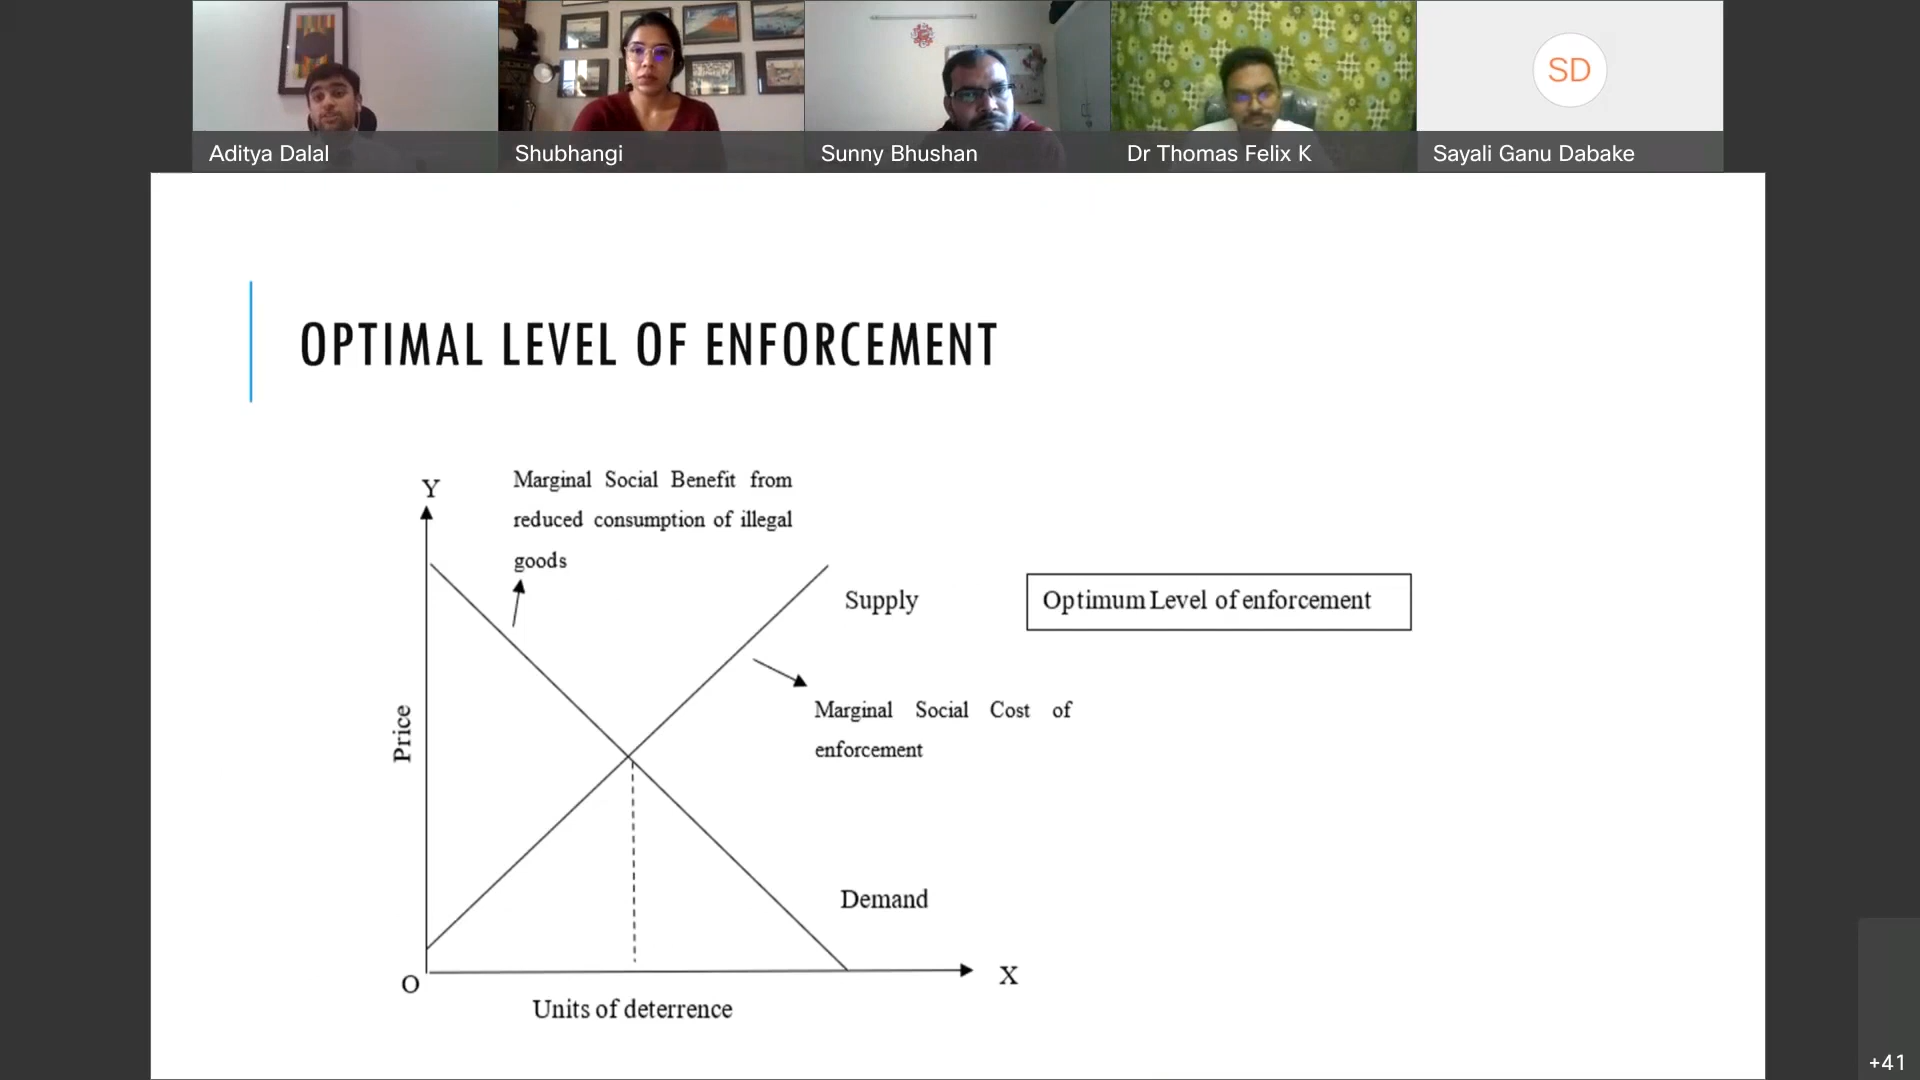 SD
Aditya Dalal
Shubhangi
Sunny Bhushan
Dr Thomas Felix K
Sayali Ganu Dabake
OPTIMAL LEVEL OF ENFORCEMENT
Y
Marginal Social Benefit from
reduced consumption of illegal
goods
Supply
Optimum Level of enforcement
Marginal Social Cost of
enforcement
Price
Demand
O
X
Units of deterrence
+41